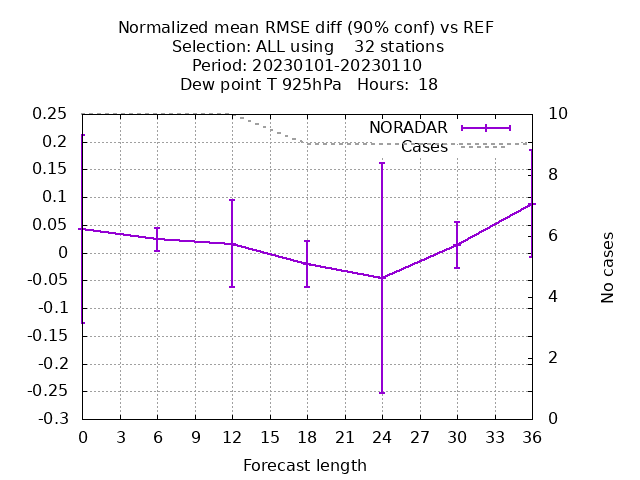 Normalized mean RMSE diff (90% conf) vs REF
Selection: ALL using    32 stations
Period: 20230101-20230110
Dew point T 925hPa   Hours:  18
NORADAR
Cases
0.25
0.2
0.15
0.1
0.05
0
-0.05
-0.1
-0.15
-0.2
-0.25
-0.3
10
8
6
4
2
0
No cases
0 3 6 9 12 15 18 21 24 27 30 33 36
Forecast length